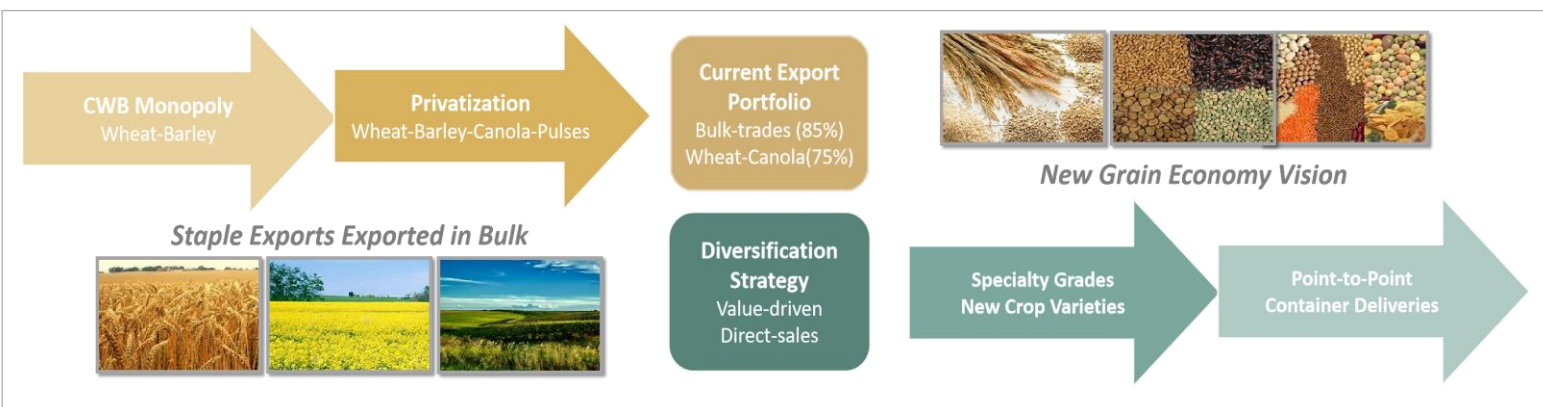 CWB Monopoly
Wheat-Barley
Privatization
Wheat-Barley-Canola-Pulses
Staple Exports Exported in Bulk
Current Export
Portfolio
Bulk-trades (85%)
Wheat-Canola(75%)
Diversification
Strategy
Value-driven
Direct-sales
New Grain Economy Vision
Specialty Grades
New Crop Varieties
Point-to-Point
Container Deliveries